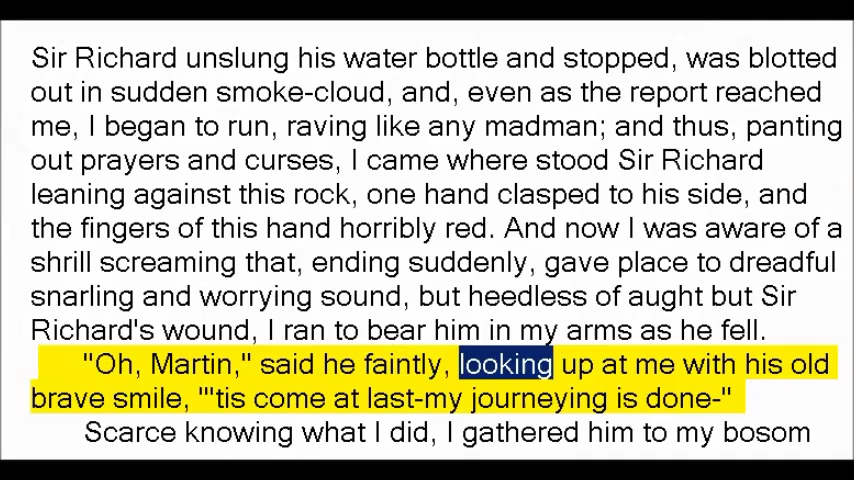 Sir Richard unslung his water bottle and stopped, was blotted
out in sudden smoke-cloud, and, even as the report reached
me, I began to run, raving like any madman; and thus, panting
out prayers and curses, I came where stood Sir Richard
leaning against this rock, one hand clasped to his side, and
the fingers of this hand horribly red. And now I was aware of a
shrill screaming that, ending suddenly, gave place to dreadful
snarling and worrying sound, but heedless of aught but Sir
Richard's wound, I ran to bear him in my arms as he fell.
"Oh, Martin," said he faintly, looking up at me with his old
brave smile, "'tis come at last-my journeying is done-"
Scarce knowing what I did, I gathered him to my bosom